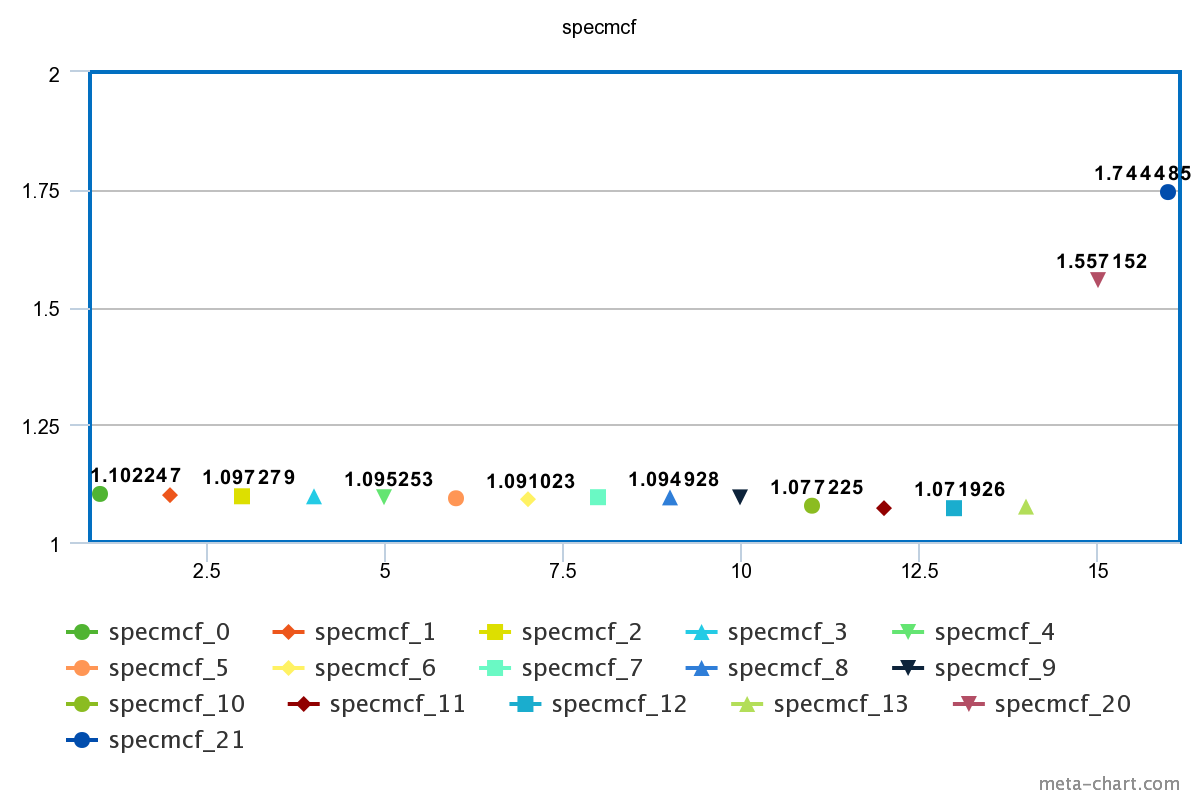 specmcf
2
1.744485
1.75
1.557152
1.5
1.25
1.102247 1.097279 1.095253 1.091023 1.094928 1.077225 1.071926
1
2.5 5 7.5 10 12.5 15
specmcf_0 specmcf_1 specmcf_2 specmcf_3 specmcf_4
specmcf_5 specmcf_6 specmcf_7 specmcf_8 specmcf_9
specmcf_10 specmcf_11 specmcf_12 specmcf_13 specmcf_20
specmcf_21
meta-chart.com